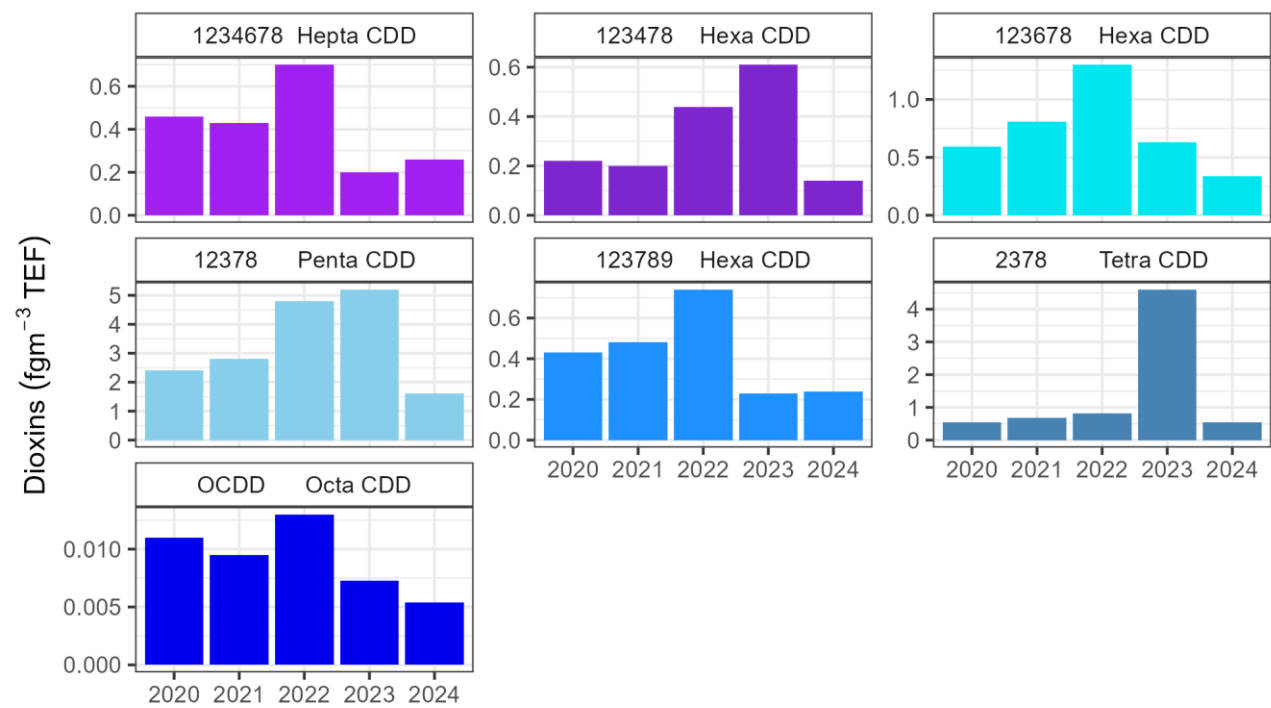 1234678 Hepta CDD
123478 Hexa CDD
123678 Hexa CDD
0.6
0.4
0.2
0.0
0.6
0.4
0.2
0.0
1.0
0.5
0.0
Dioxins (fgm⁻³ TEF)
12378 Penta CDD
123789 Hexa CDD
2378 Tetra CDD
5
4
3
2
1
0
0.6
0.4
0.2
0.0
4
3
2
1
0
2020 2021 2022 2023 2024
2020 2021 2022 2023 2024
OCDD Octa CDD
0.010
0.005
0.000
2020 2021 2022 2023 2024